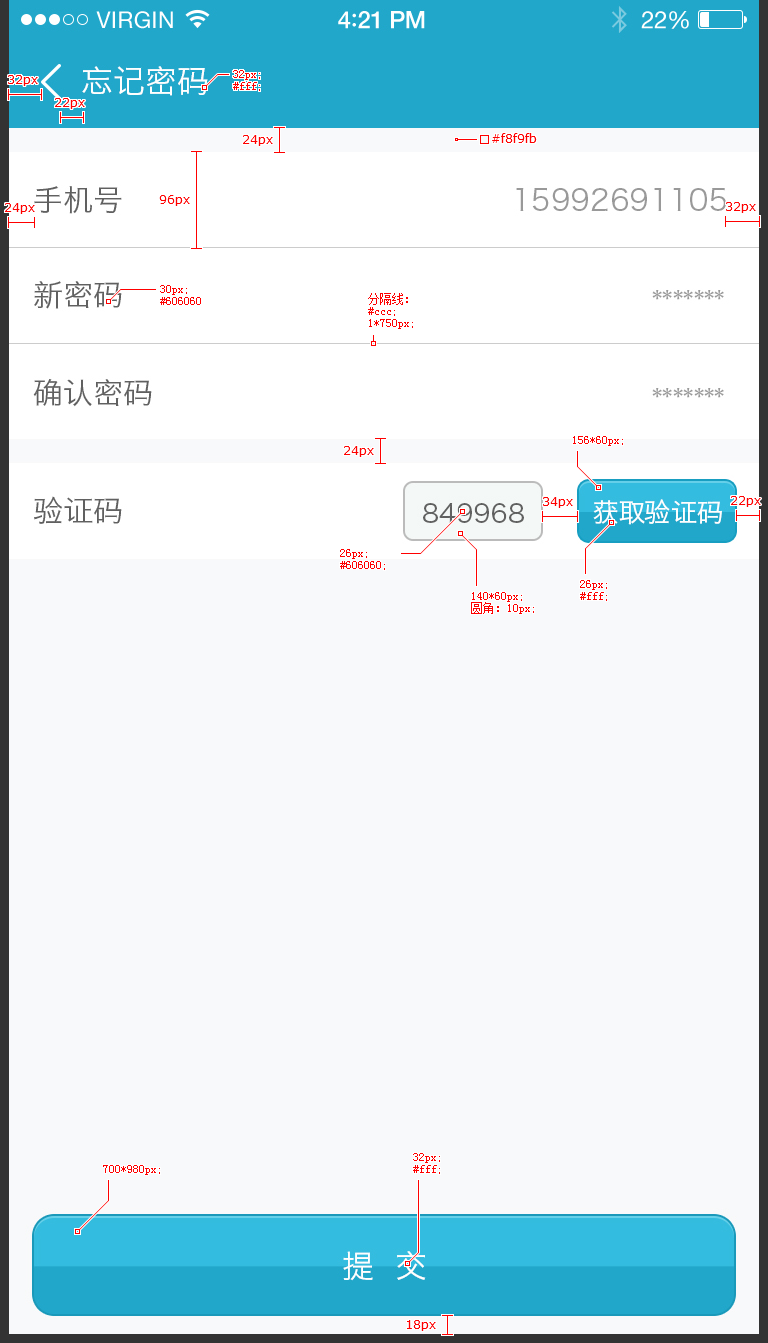 VIRGIN 4:21 PM 22%
忘记密码
32px;
#fff;
32px
22px
24px
#f8f9fb
手机号 96px 15992691105
24px
32px
新密码
30px;
#606060
*******
分隔线:
#ccc;
1*750px;
确认密码 *******
24px
156*60px;
验证码 849968 34px 获取验证码 22px
26px;
#606060;
140*60px;
圆角: 10px;
26px;
#fff;
700*980px;
32px;
#fff;
提 交
18px